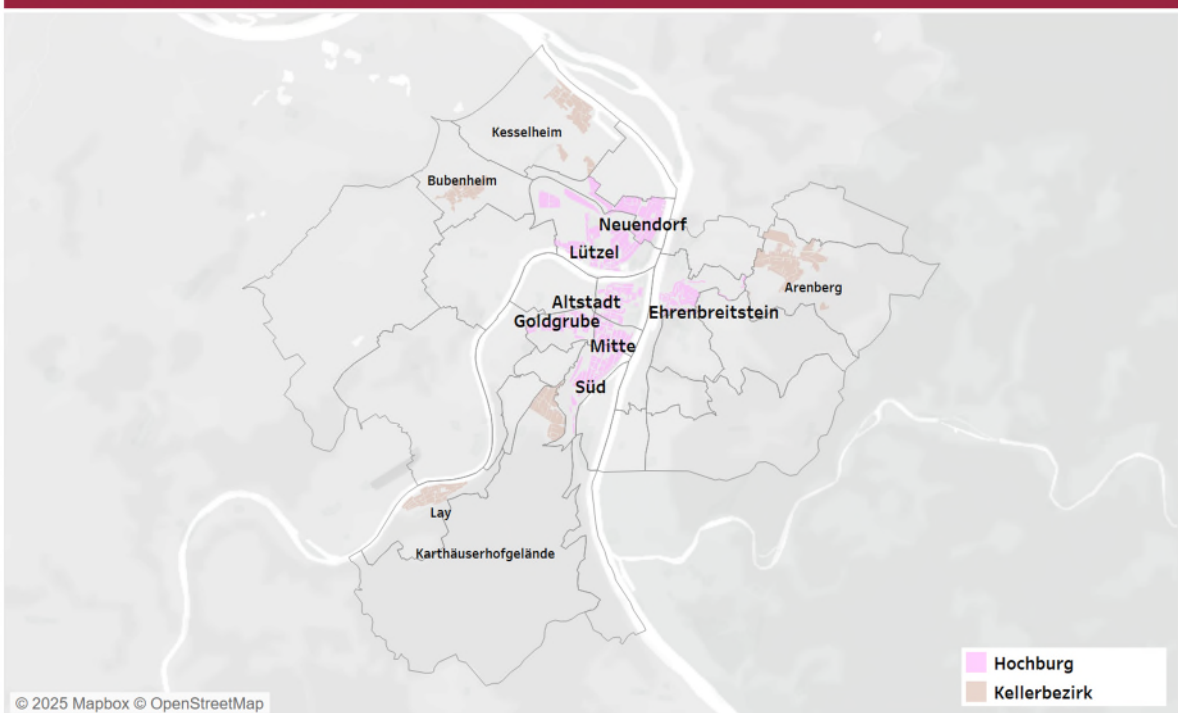 Kesselheim
Bubenheim
Neuendorf
Lützel
Arenberg
Altstadt
Ehrenbreitstein
Goldgrube
Mitte
Süd
Lay
Karthäuserhofgelände
Hochburg
Kellerbezirk
© 2025 Mapbox © OpenStreetMap